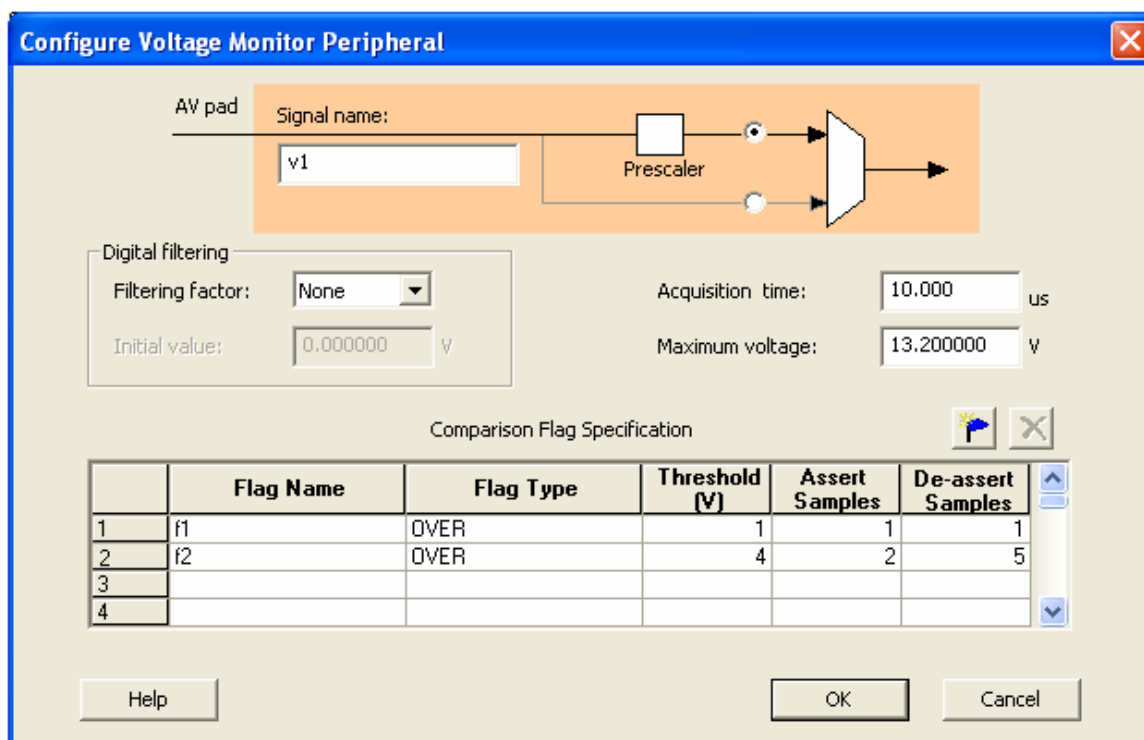 Configure Voltage Monitor Peripheral
AV pad
Signal name:
v1
Prescaler
Digital filtering
Filtering factor:
None
Initial value:
0.000000
V
Acquisition time:
10.000
us
Maximum voltage:
13.200000
V
Comparison Flag Specification
Flag Name Flag Type Threshold (V) Assert Samples De-assert Samples
1 f1 OVER 1 1 1
2 f2 OVER 4 2 5
3
4
Help
OK
Cancel